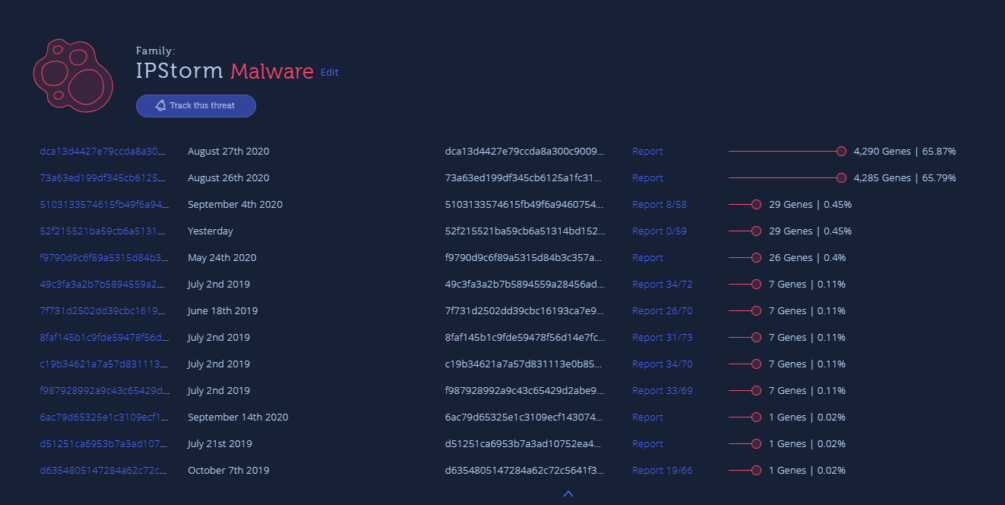 Family:
IPStorm Malware Edit
Track this threat
dca13d4427e79ccda8a30... August 27th 2020 dca13d4427e79ccda8a300c9009... Report 4,290 Genes | 65.87%
73a63ed199df345cb6125... August 26th 2020 73a63ed199df345cb6125a1fc31... Report 4,285 Genes | 65.79%
5103133574615fb49f6a94... September 4th 2020 5103133574615fb49f6a9460754... Report 8/58 29 Genes | 0.45%
52f215521ba59cb6a5131... Yesterday 52f215521ba59cb6a51314bd152... Report 0/59 29 Genes | 0.45%
f9790d9c6f89a5315d84b3... May 24th 2020 f9790d9c6f89a5315d84b3c357a... Report 26 Genes | 0.4%
49c3fa3a2b7b5894559a2... July 2nd 2019 49c3fa3a2b7b5894559a28456ad... Report 34/72 7 Genes | 0.11%
7f731d2502dd39cbc1619... June 18th 2019 7f731d2502dd39cbc16193ca7e9... Report 26/70 7 Genes | 0.11%
8faf145b1c9fde59478f56d... July 2nd 2019 8faf145b1c9fde59478f56d14e7fc... Report 31/73 7 Genes | 0.11%
c19b34621a7a57d831113... July 2nd 2019 c19b34621a7a57d831113e0b85... Report 34/70 7 Genes | 0.11%
f987928992a9c43c65429d... July 2nd 2019 f987928992a9c43c65429d2abe9... Report 33/69 7 Genes | 0.11%
6ac79d65325e1c3109ecf1... September 14th 2020 6ac79d65325e1c3109ecf143074... Report 1 Genes | 0.02%
d51251ca6953b7a3ad107... July 21st 2019 d51251ca6953b7a3ad10752ea4... Report 1 Genes | 0.02%
d6354805147284a62c72c... October 7th 2019 d6354805147284a62c72c5641f3... Report 19/66 1 Genes | 0.02%